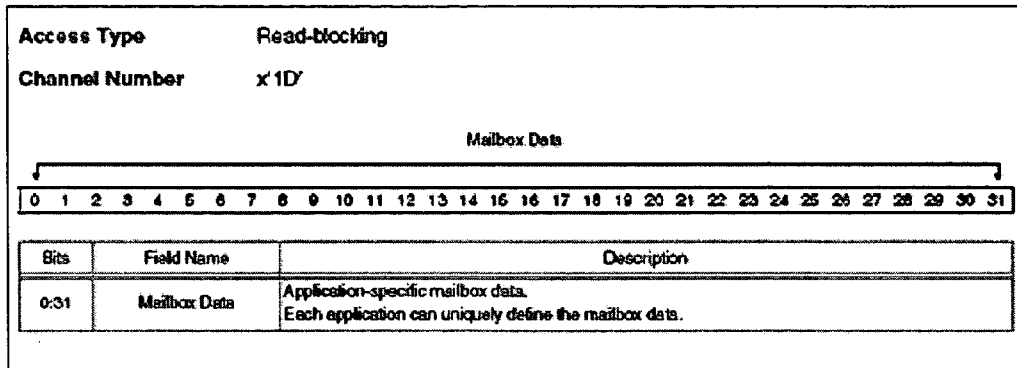 Access Type Read-blocking
Channel Number x'1D'
Mailbox Data
0 1 2 3 4 5 6 7 8 9 10 11 12 13 14 15 16 17 18 19 20 21 22 23 24 25 26 27 28 29 30 31
Bits Field Name Description
0:31 Mailbox Data Application-specific mailbox data.
Each application can uniquely define the mailbox data.